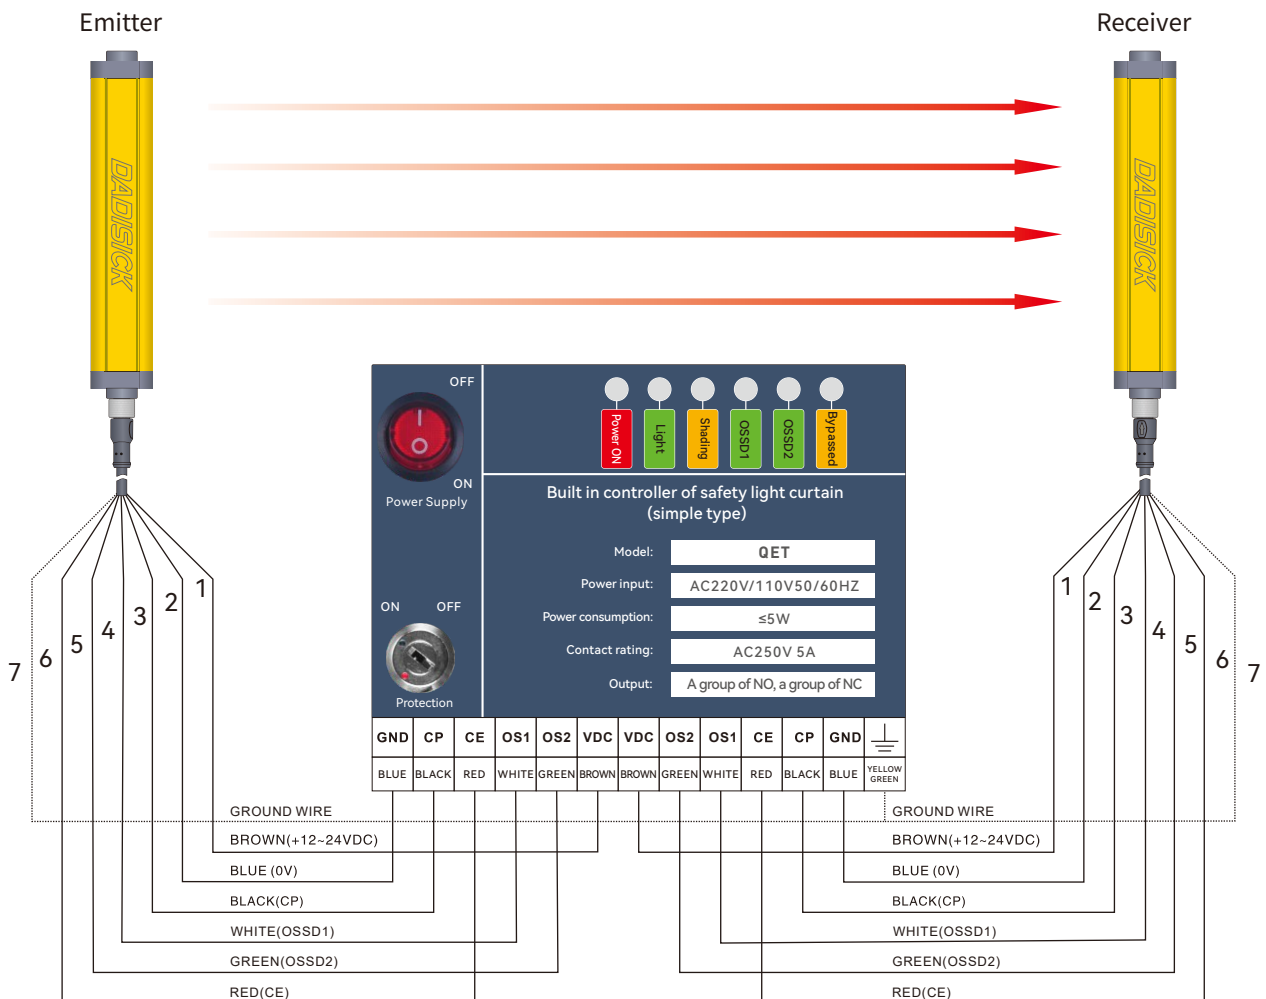 Emitter
Receiver
DADISICK
DADISICK
OFF
ON
Power Supply
Power ON
Light
Shading
OSSD1
OSSD2
Bypassed
Built in controller of safety light curtain
(simple type)
Model: QET
Power input: AC220V/110V50/60HZ
Power consumption: ≤5W
Contact rating: AC250V 5A
Output: A group of NO, a group of NC
ON OFF
Protection
GND CP CE OS1 OS2 VDC VDC OS2 OS1 CE CP GND
BLUE BLACK RED WHITE GREEN BROWN BROWN GREEN WHITE RED BLACK BLUE YELLOW GREEN
7 6 5 4 3 2 1
1 2 3 4 5 6 7
GROUND WIRE
BROWN(+12~24VDC)
BLUE (0V)
BLACK(CP)
WHITE(OSSD1)
GREEN(OSSD2)
RED(CE)
GROUND WIRE
BROWN(+12~24VDC)
BLUE (0V)
BLACK(CP)
WHITE(OSSD1)
GREEN(OSSD2)
RED(CE)